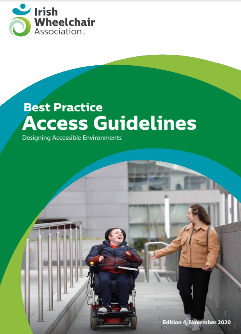 Irish
Wheelchair
Association
Best Practice
Access Guidelines
Designing Accessible Environments
Edition 4, November 2020